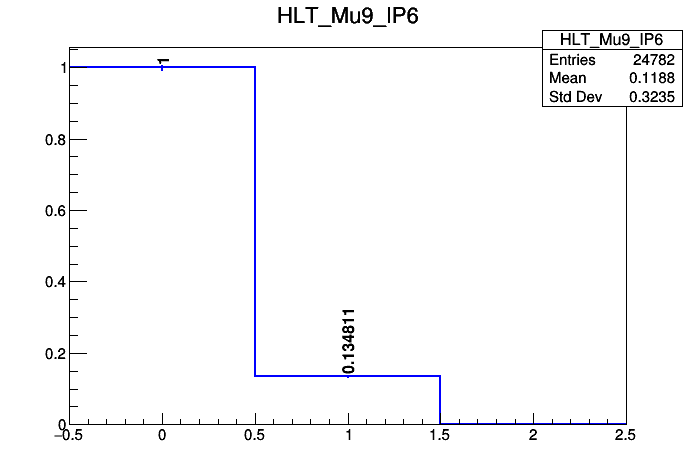 HLT_Mu9_IP6
HLT_Mu9_IP6
Entries 24782
Mean 0.1188
Std Dev 0.3235
1
0.134811
1
0.8
0.6
0.4
0.2
0
−0.5 0 0.5 1 1.5 2 2.5